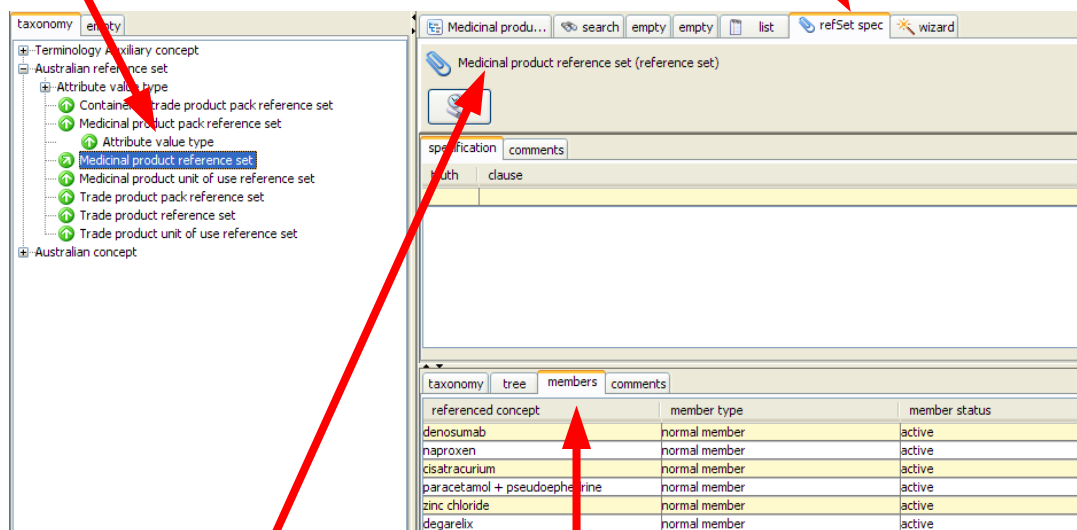 taxonomy empty
Terminology Auxiliary concept
Australian reference set
Attribute value type
Containered trade product pack reference set
Medicinal product pack reference set
Attribute value type
Medicinal product reference set
Medicinal product unit of use reference set
Trade product pack reference set
Trade product reference set
Trade product unit of use reference set
Australian concept
Medicinal produ... search empty empty list refSet spec wizard
Medicinal product reference set (reference set)
specification comments
truth clause
taxonomy tree members comments
referenced concept member type member status
denosumab normal member active
naproxen normal member active
cisatracurium normal member active
paracetamol + pseudoephedrine normal member active
zinc chloride normal member active
degarelix normal member active